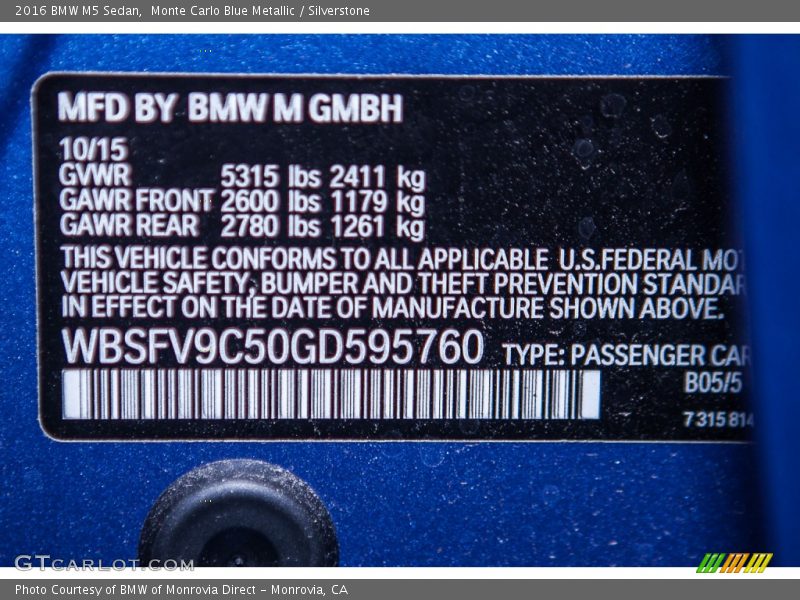 2016 BMW M5 Sedan,  Monte Carlo Blue Metallic / Silverstone
MFD BY BMW M GMBH
10/15
GVWR 5315 lbs 2411 kg
GAWR FRONT 2600 lbs 1179 kg
GAWR REAR 2780 lbs 1261 kg
THIS VEHICLE CONFORMS TO ALL APPLICABLE U.S.FEDERAL MOT
VEHICLE SAFETY, BUMPER AND THEFT PREVENTION STANDAR
IN EFFECT ON THE DATE OF MANUFACTURE SHOWN ABOVE.
WBSFV9C50GD595760 TYPE: PASSENGER CAR
B05/5
7 315 814
GTCARLOT.COM
Photo Courtesy of BMW of Monrovia Direct - Monrovia, CA